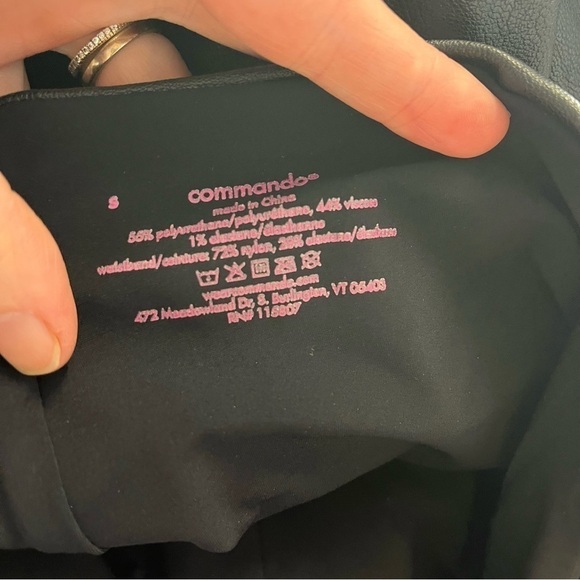 S
commando®
made in China
55% polyurethane/polyuréthane, 44% viscose
1% elastane/élasthanne
waistband/ceinture: 72% nylon, 28% elastane/élasthanne
wearcommando.com
472 Meadowland Dr, S. Burlington, VT 05403
RN# 115807